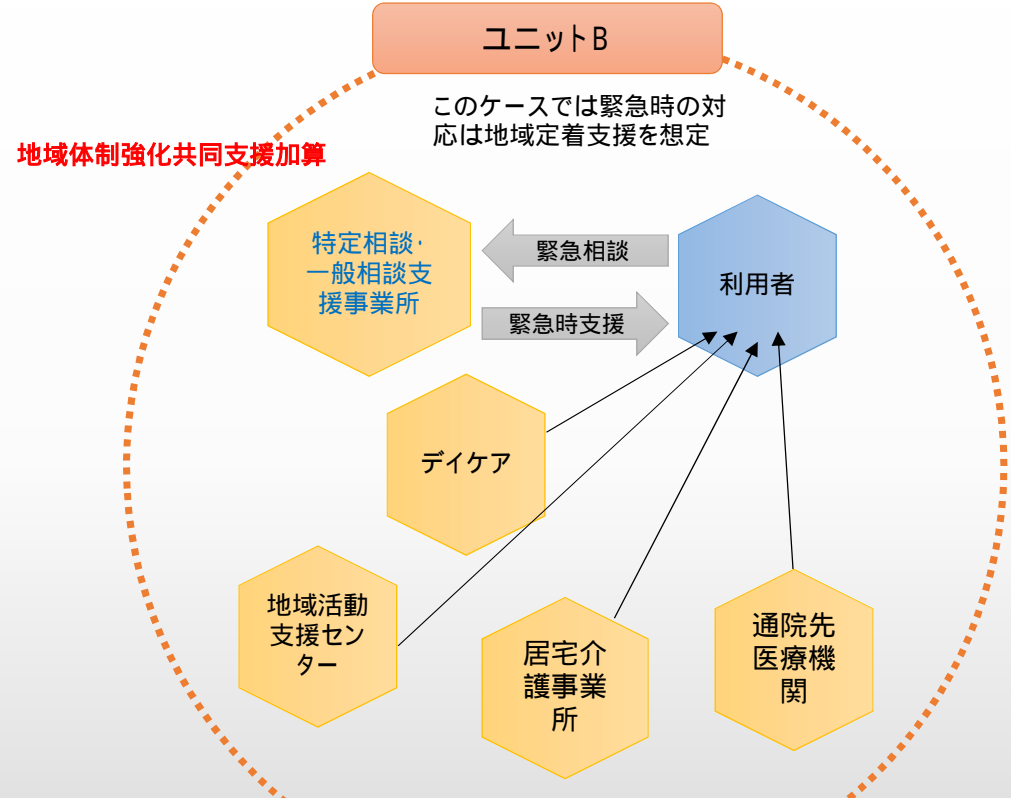 ユニットB
このケースでは緊急時の対
応は地域定着支援を想定
地域体制強化共同支援加算
特定相談・
一般相談支
援事業所
緊急相談
緊急時支援
利用者
デイケア
地域活動
支援セン
ター
居宅介
護事業
所
通院先
医療機
関